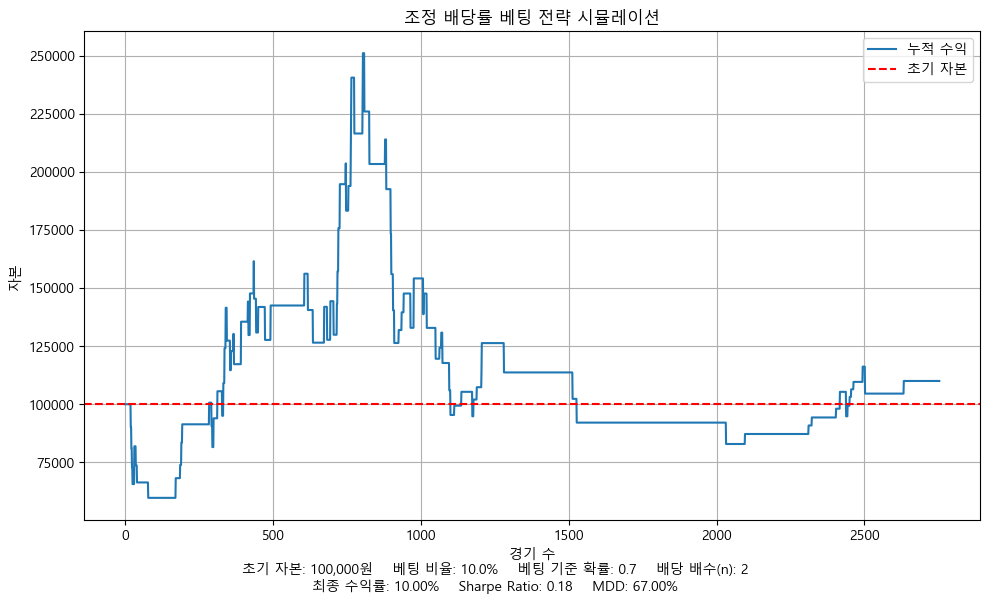 조정 배당률 베팅 전략 시뮬레이션
누적 수익
초기 자본
자본
250000
225000
200000
175000
150000
125000
100000
75000
0 500 1000 1500 2000 2500
경기 수
초기 자본: 100,000원 베팅 비율: 10.0% 베팅 기준 확률: 0.7 배당 배수(n): 2
최종 수익률: 10.00% Sharpe Ratio: 0.18 MDD: 67.00%